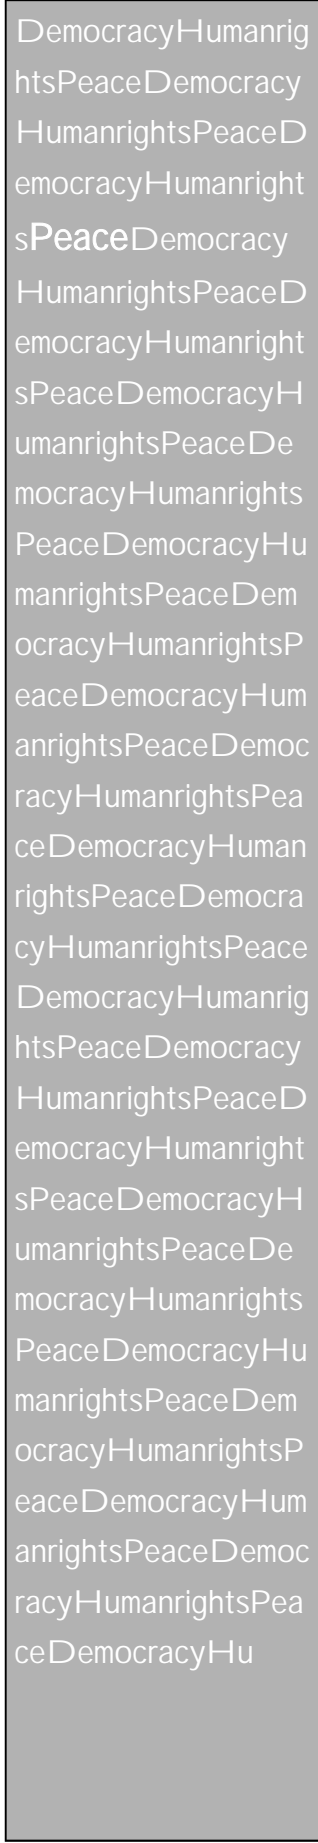 DemocracyHumanrig
htsPeaceDemocracy
HumanrightsPeaceD
emocracyHumanright
sPeaceDemocracy
HumanrightsPeaceD
emocracyHumanright
sPeaceDemocracyH
umanrightsPeaceDe
mocracyHumanrights
PeaceDemocracyHu
manrightsPeaceDem
ocracyHumanrightsP
eaceDemocracyHum
anrightsPeaceDemoc
racyHumanrightsPea
ceDemocracyHuman
rightsPeaceDemocra
cyHumanrightsPeace
DemocracyHumanrig
htsPeaceDemocracy
HumanrightsPeaceD
emocracyHumanright
sPeaceDemocracyH
umanrightsPeaceDe
mocracyHumanrights
PeaceDemocracyHu
manrightsPeaceDem
ocracyHumanrightsP
eaceDemocracyHum
anrightsPeaceDemoc
racyHumanrightsPea
ceDemocracyHu